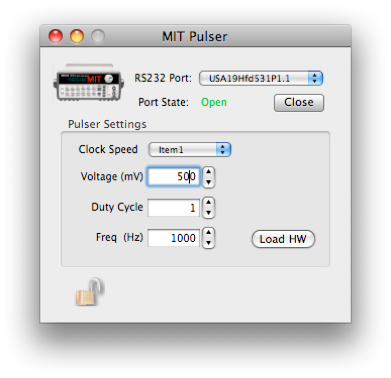 MIT Pulser
MIT
RS232 Port: USA19Hfd531P1.1
Port State: Open Close
Pulser Settings
Clock Speed Item1
Voltage (mV) 500
Duty Cycle 1
Freq (Hz) 1000 Load HW